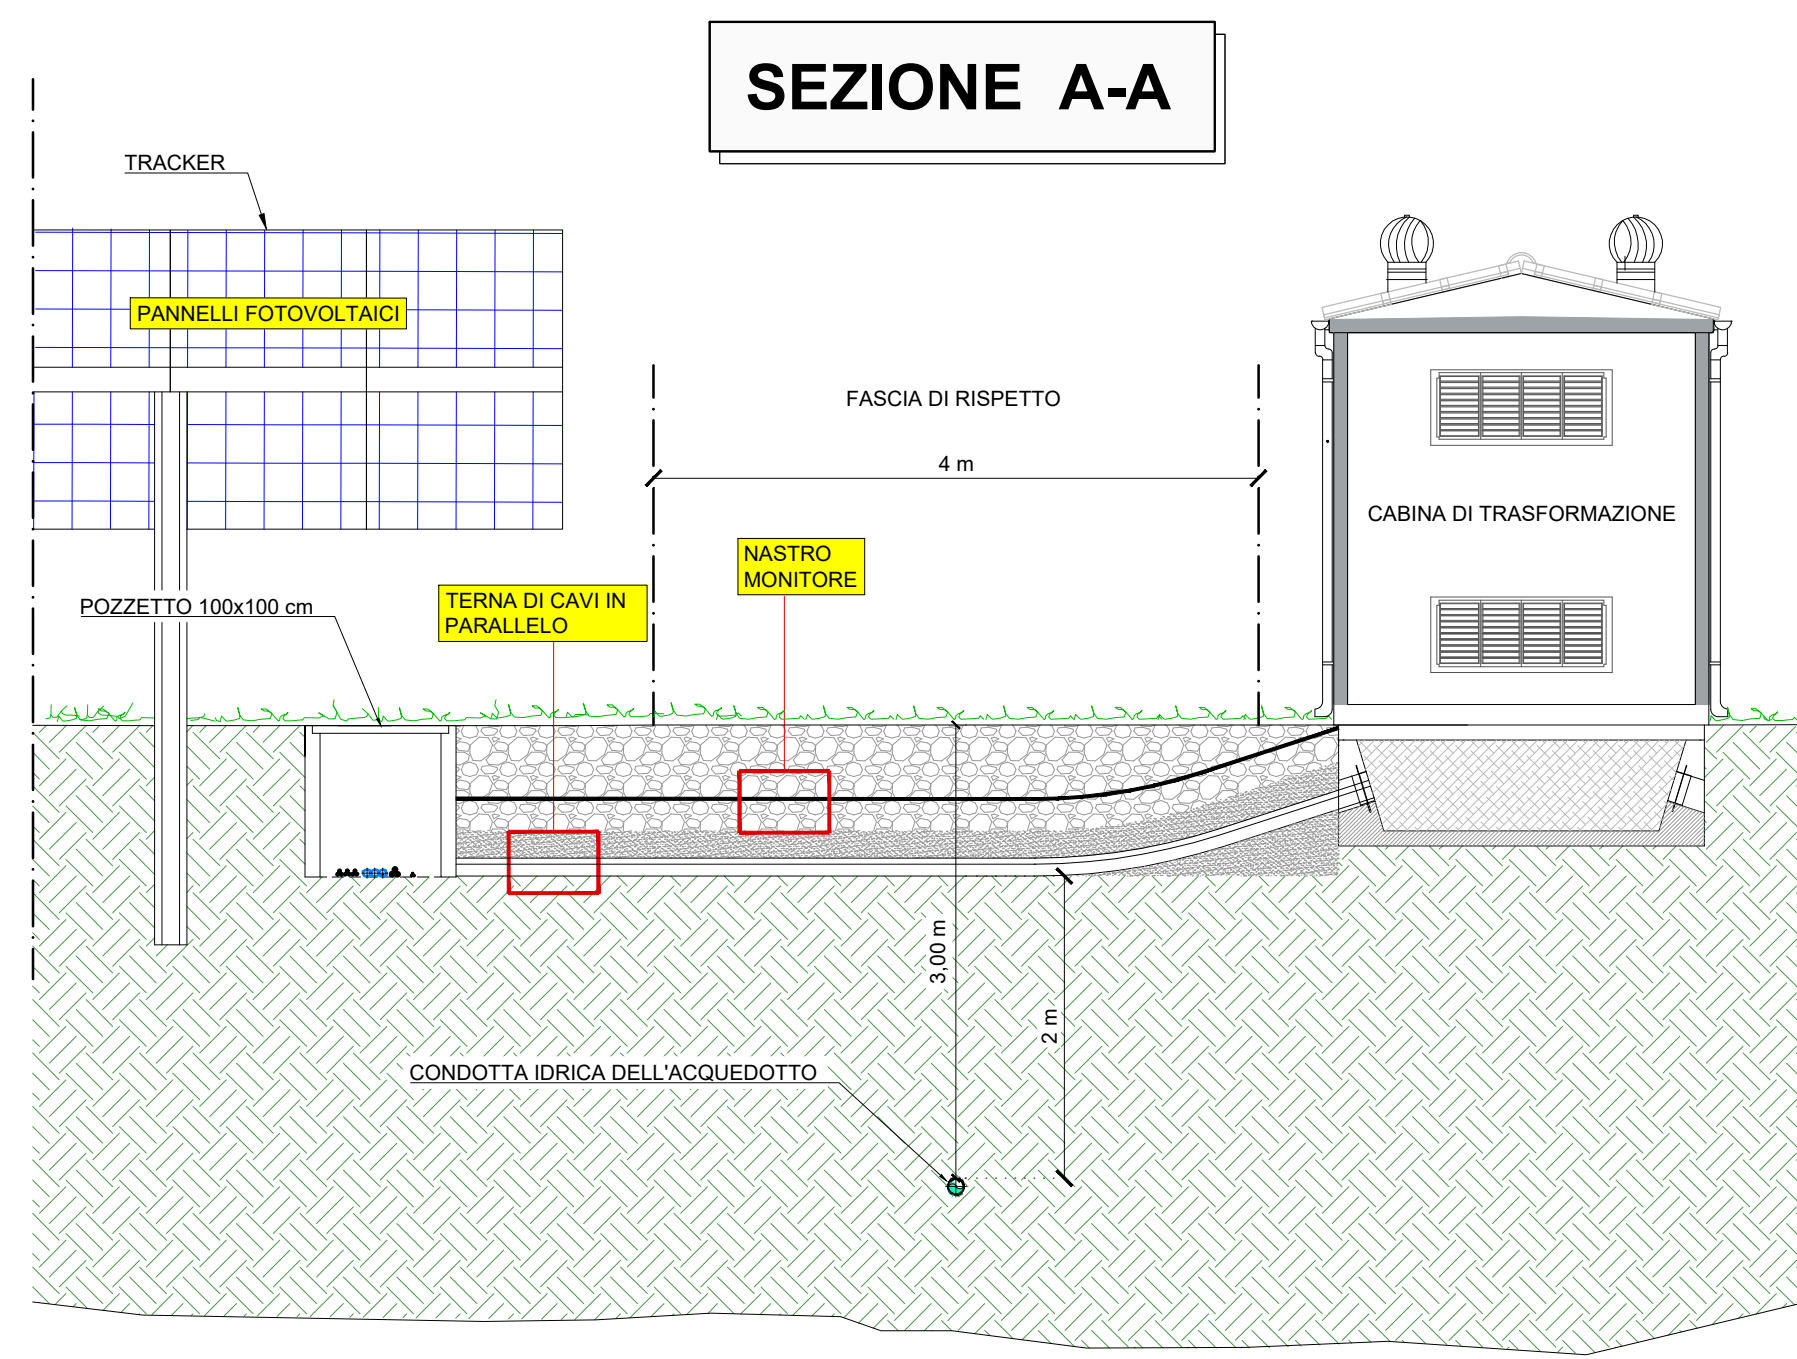 SEZIONE A-A
TRACKER
PANNELLI FOTOVOLTAICI
FASCIA DI RISPETTO
4 m
CABINA DI TRASFORMAZIONE
NASTRO
MONITORE
TERNA DI CAVI IN
PARALLELO
POZZETTO 100x100 cm
3,00 m
2 m
CONDOTTA IDRICA DELL'ACQUEDOTTO